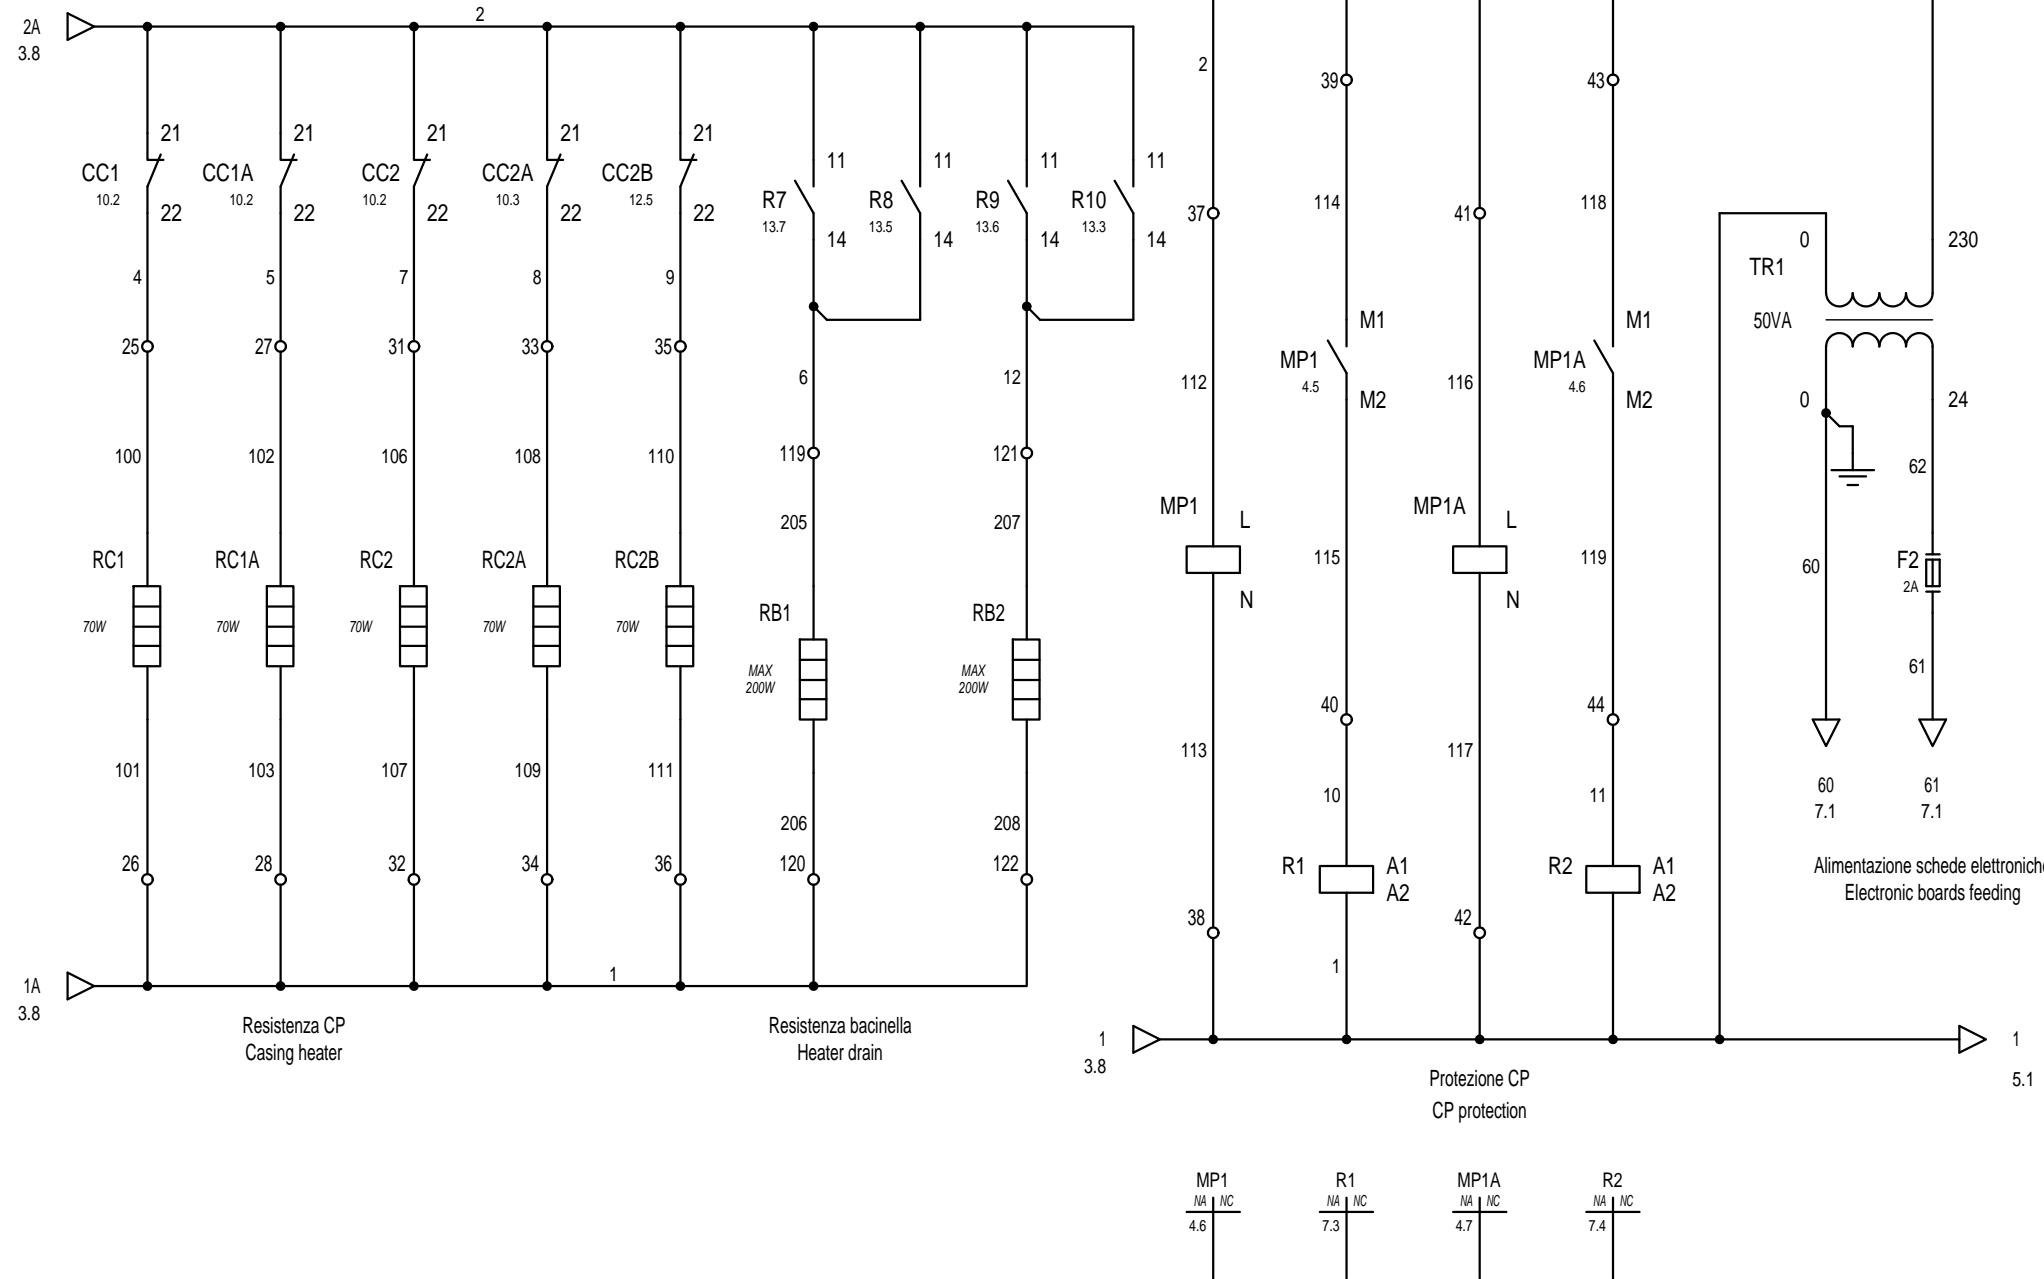 2A
3.8
2
CC1
10.2
21
22
CC1A
10.2
21
22
CC2
10.2
21
22
CC2A
10.3
21
22
CC2B
12.5
21
22
R7
13.7
11
14
R8
13.5
11
14
R9
13.6
11
14
R10
13.3
11
14
4
5
7
8
9
25
27
31
33
35
6
12
100
102
106
108
110
119
121
205
207
RC1
70W
RC1A
70W
RC2
70W
RC2A
70W
RC2B
70W
RB1
MAX
200W
RB2
MAX
200W
101
103
107
109
111
206
208
26
28
32
34
36
120
122
1
1A
3.8
Resistenza CP
Casing heater
Resistenza bacinella
Heater drain
2
37
112
MP1
L
N
113
38
39
114
MP1
4.5
M1
M2
115
40
10
R1
A1
A2
1
41
116
MP1A
L
N
117
42
43
118
MP1A
4.6
M1
M2
119
44
11
R2
A1
A2
0
230
TR1
50VA
0
24
62
60
F2
2A
61
60
7.1
61
7.1
Alimentazione schede
Electronic boards feeding
1
3.8
1
5.1
Protezione CP
CP protection
MP1
NA NC
4.6
R1
NA NC
7.3
MP1A
NA NC
4.7
R2
NA NC
7.4